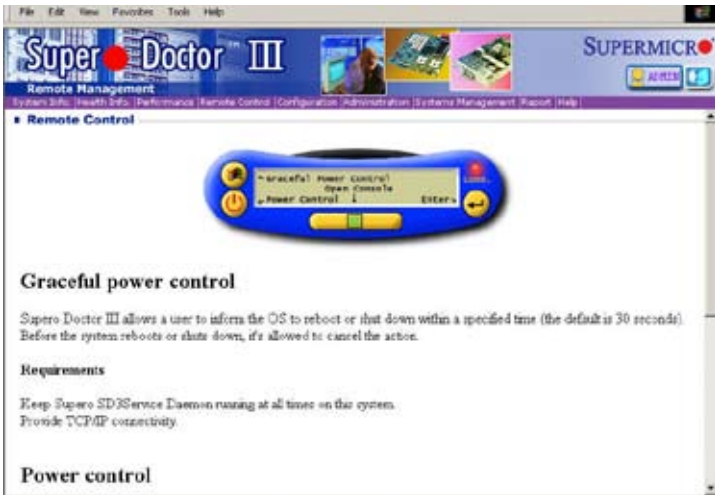 File Edit View Favorites Tools Help
Super Doctor III
SUPERMICRO
Remote Management
ADMIN
System Info. Health Info. Performance Remote Control Configuration Administration Systems Management Report Help
Remote Control
Graceful Power Control
Open Console
Power Control Enter
Graceful power control
Supero Doctor III allows a user to inform the OS to reboot or shut down within a specified time (the default is 30 seconds).
Before the system reboots or shuts down, it's allowed to cancel the action.
Requirements
Keep Supero SD3Service Daemon running at all times on this system.
Provide TCP/IP connectivity.
Power control